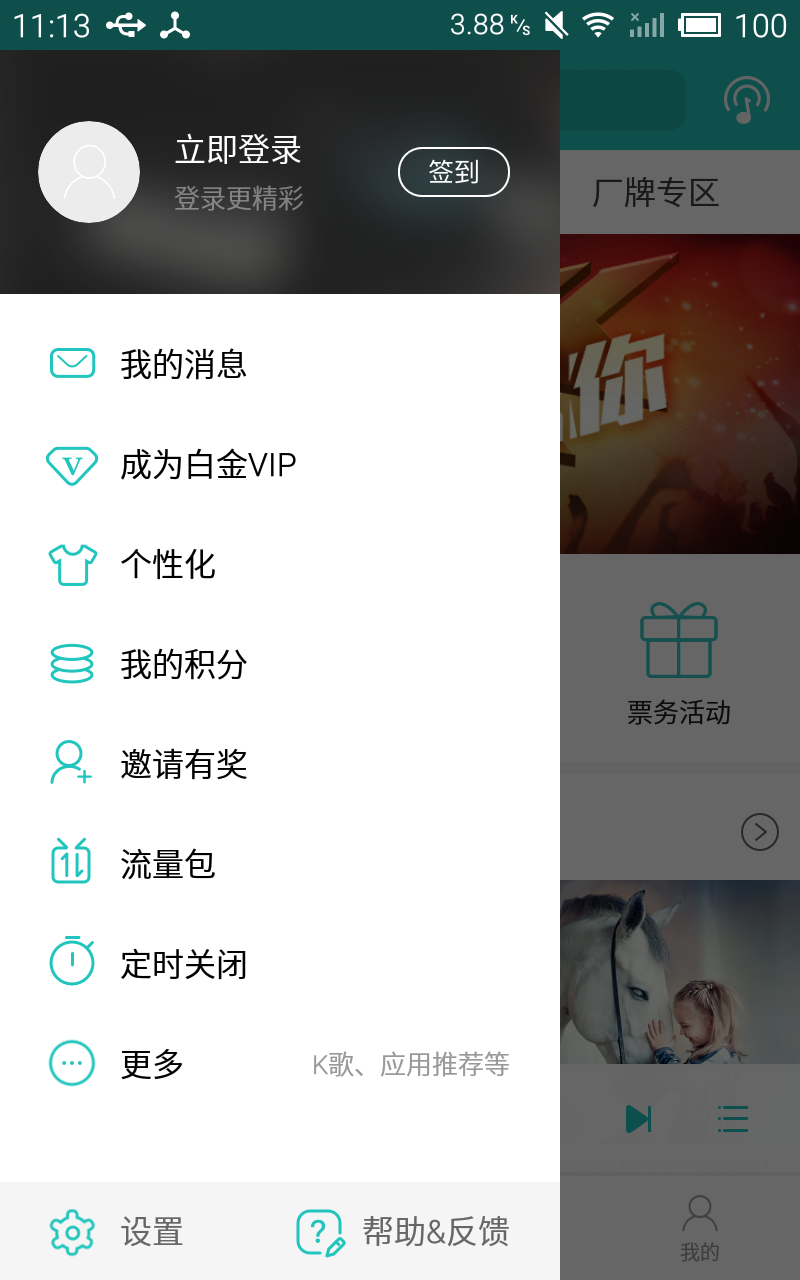 11:13
3.88 K/s
100
立即登录
登录更精彩
签到
厂牌专区
你
我的消息
成为白金VIP
个性化
我的积分
票务活动
邀请有奖
流量包
定时关闭
更多
K歌、应用推荐等
设置
帮助&反馈
我的